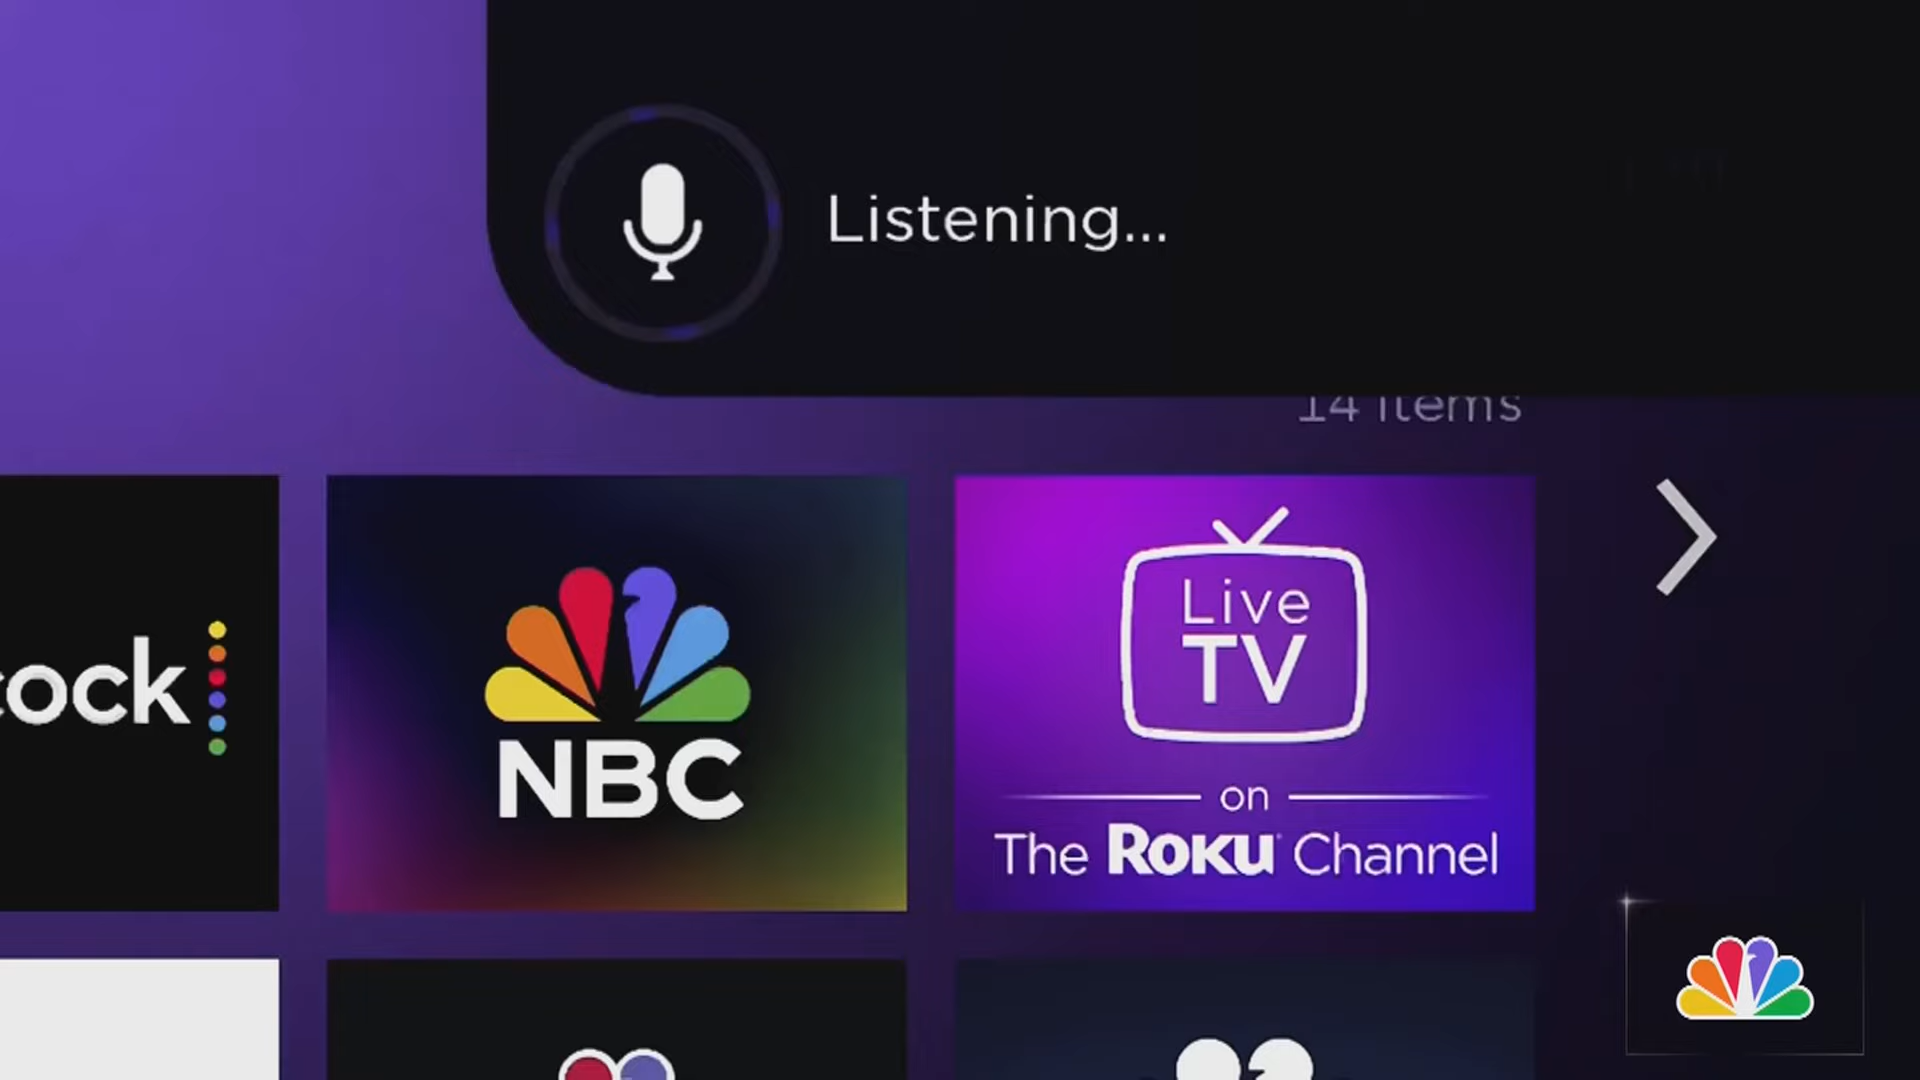 Listening...
14 items
cock
NBC
Live
TV
on
The Roku Channel